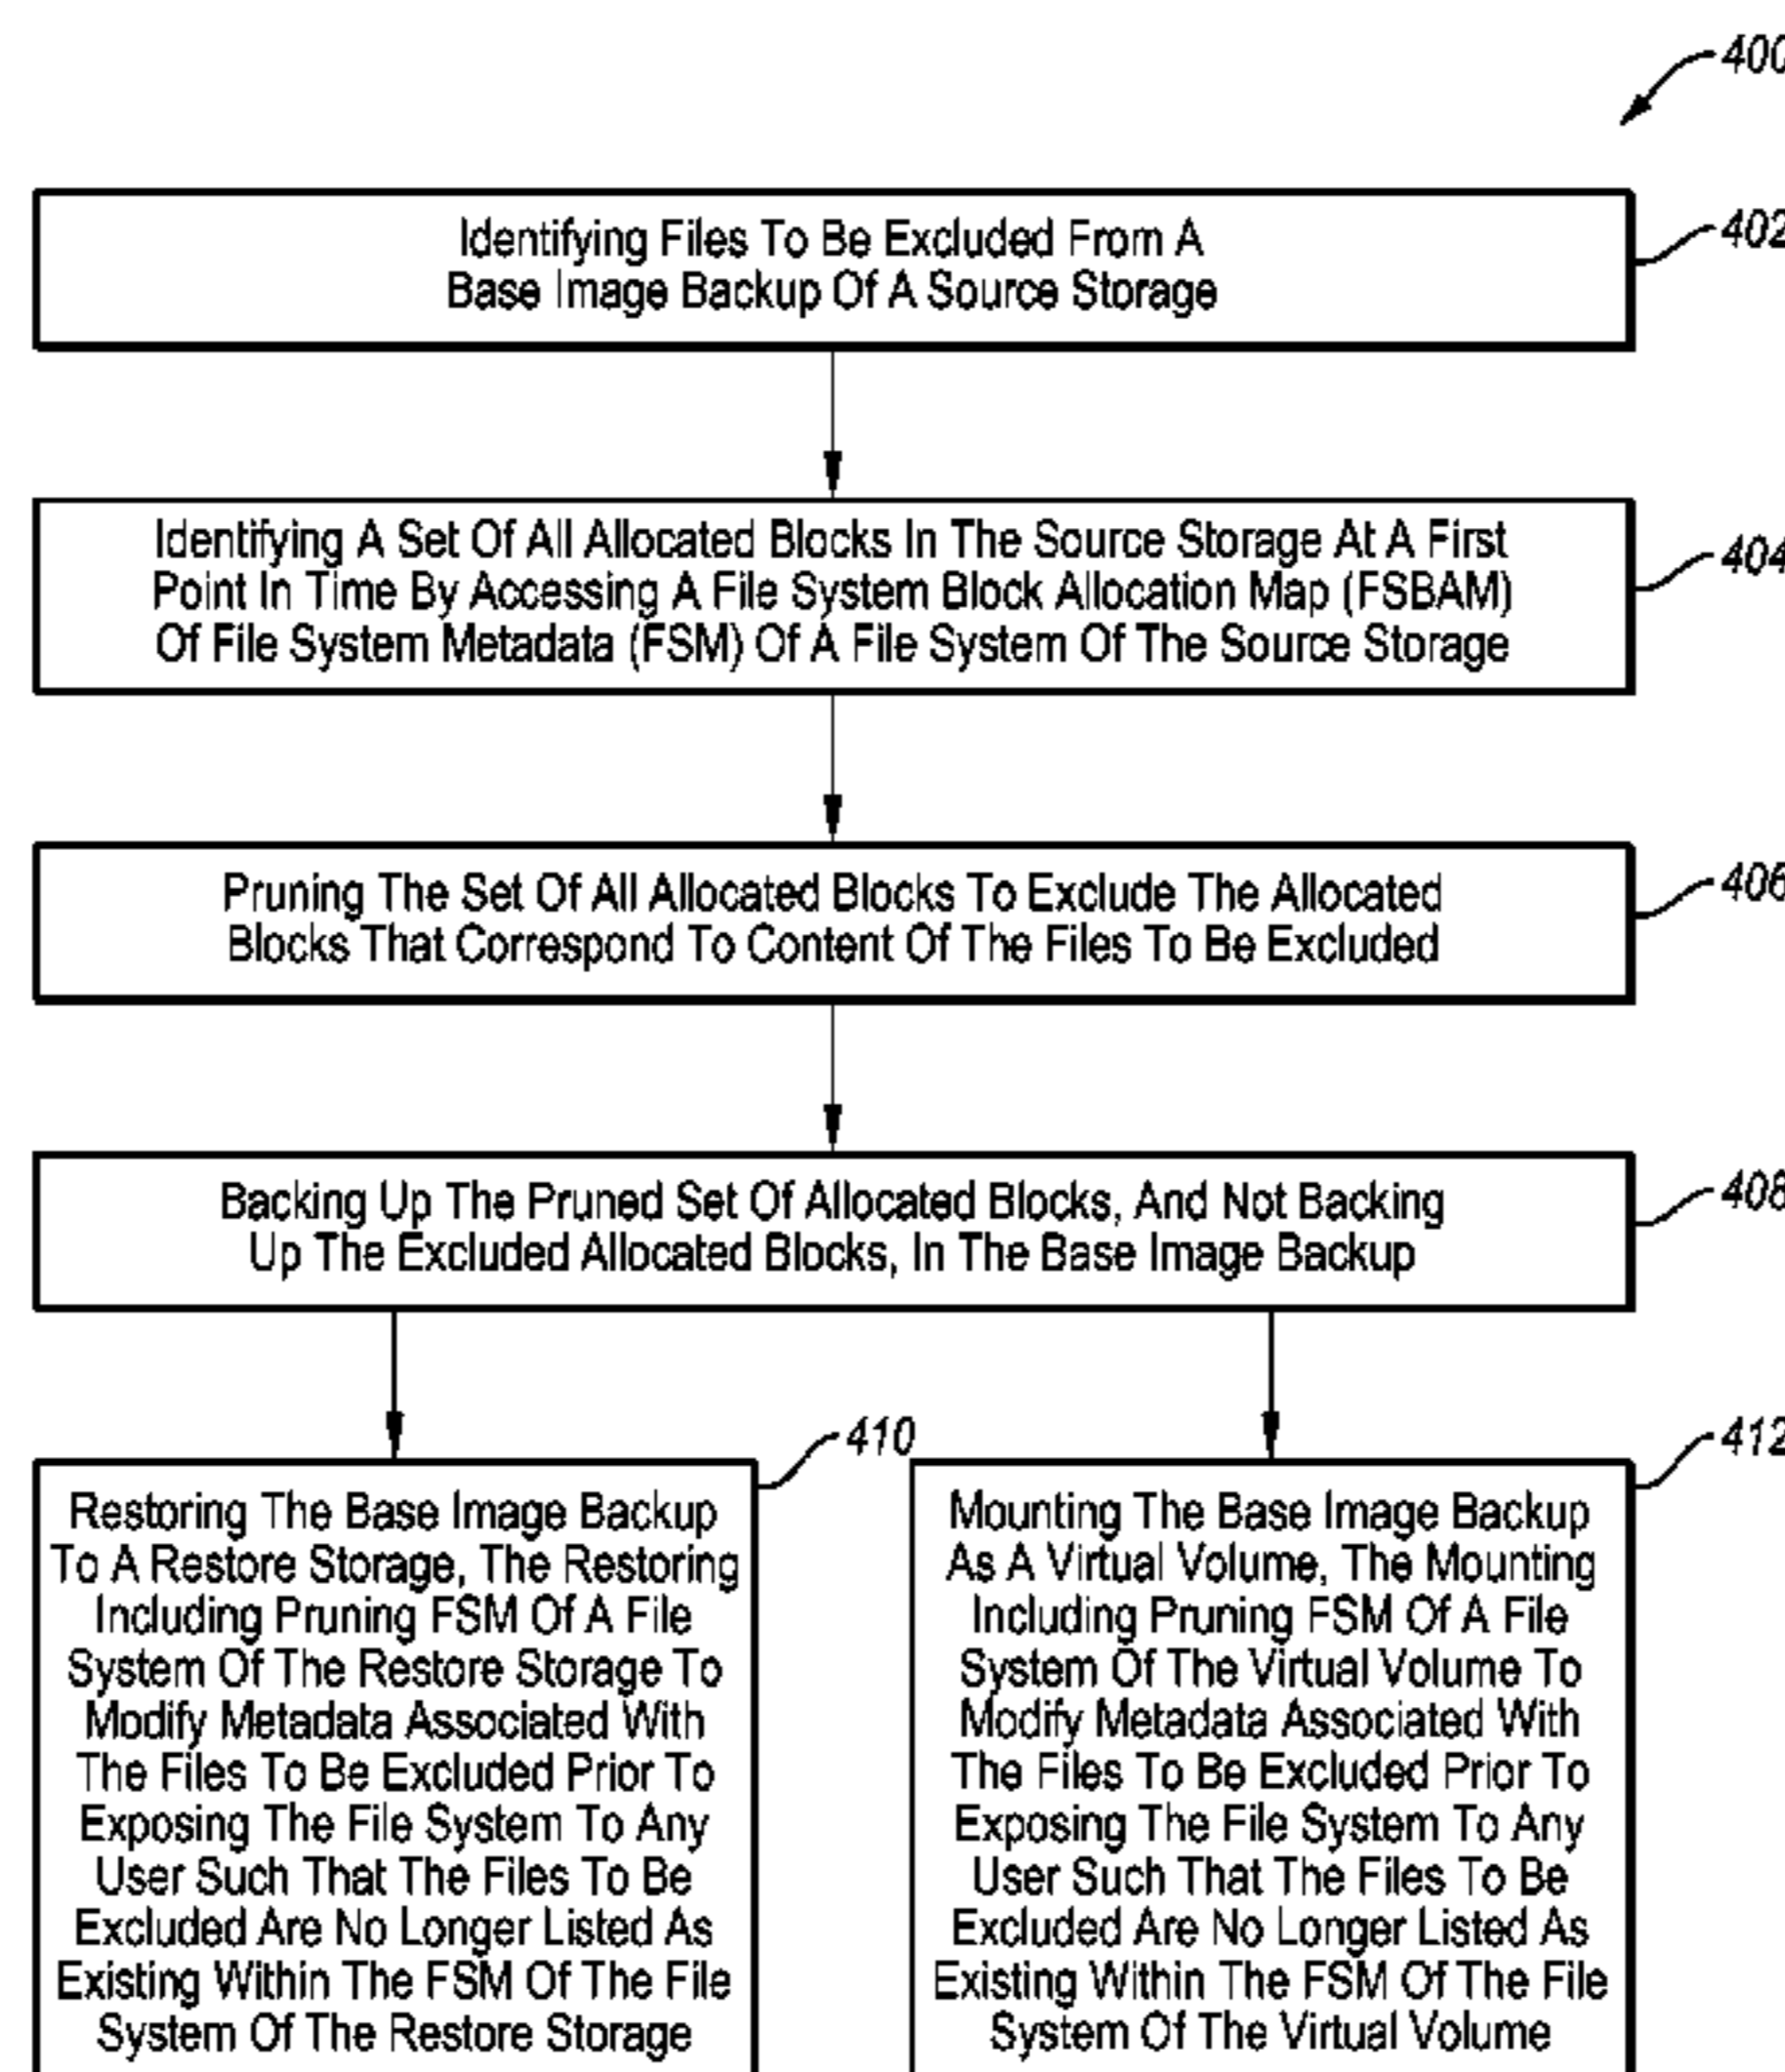 400
Identifying Files To Be Excluded From A
Base Image Backup Of A Source Storage
402
Identifying A Set Of All Allocated Blocks In The Source Storage At A First
Point In Time By Accessing A File System Block Allocation Map (FSBAM)
Of File System Metadata (FSM) Of A File System Of The Source Storage
404
Pruning The Set Of All Allocated Blocks To Exclude The Allocated
Blocks That Correspond To Content Of The Files To Be Excluded
406
Backing Up The Pruned Set Of Allocated Blocks, And Not Backing
Up The Excluded Allocated Blocks, In The Base Image Backup
408
410
Restoring The Base Image Backup
To A Restore Storage, The Restoring
Including Pruning FSM Of A File
System Of The Restore Storage To
Modify Metadata Associated With
The Files To Be Excluded Prior To
Exposing The File System To Any
User Such That The Files To Be
Excluded Are No Longer Listed As
Existing Within The FSM Of The File
System Of The Restore Storage
412
Mounting The Base Image Backup
As A Virtual Volume, The Mounting
Including Pruning FSM Of A File
System Of The Virtual Volume To
Modify Metadata Associated With
The Files To Be Excluded Prior To
Exposing The File System To Any
User Such That The Files To Be
Excluded Are No Longer Listed As
Existing Within The FSM Of The File
System Of The Virtual Volume